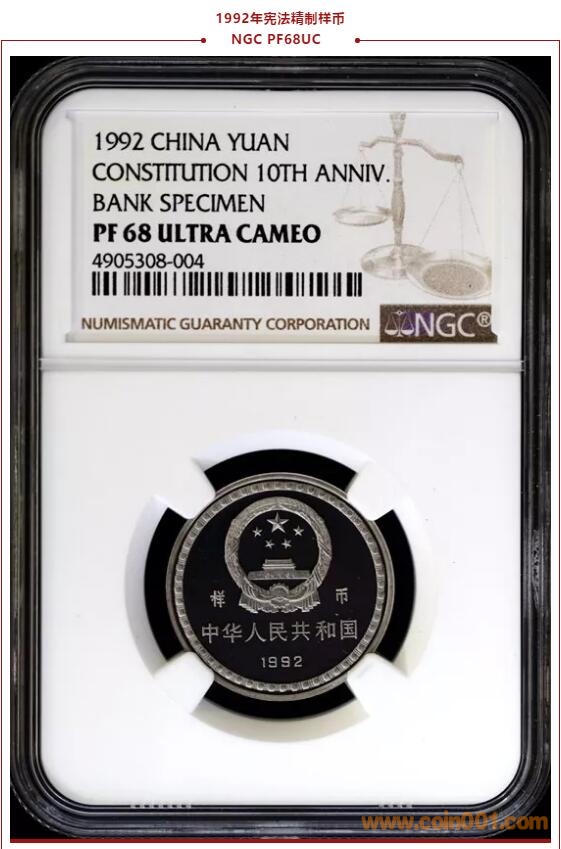 1992年宪法精制样币
NGC PF68UC
1992 CHINA YUAN
CONSTITUTION 10TH ANNIV.
BANK SPECIMEN
PF 68 ULTRA CAMEO
4905308-004
NUMISMATIC GUARANTY CORPORATION NGC®
样 币
中华人民共和国
1992
www.coin001.com